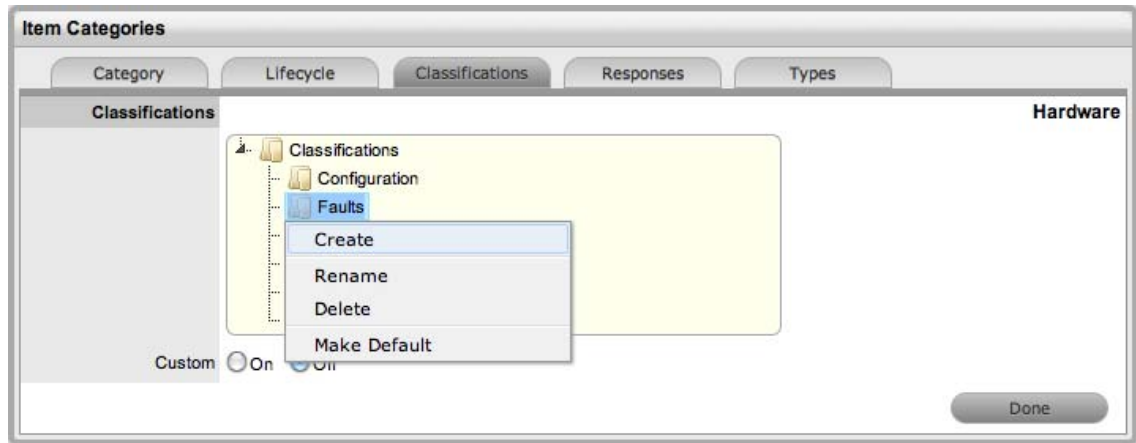 Item Categories
Category Lifecycle Classifications Responses Types
Classifications Hardware
Classifications
Configuration
Faults
Create
Rename
Delete
Make Default
Custom On Off
Done